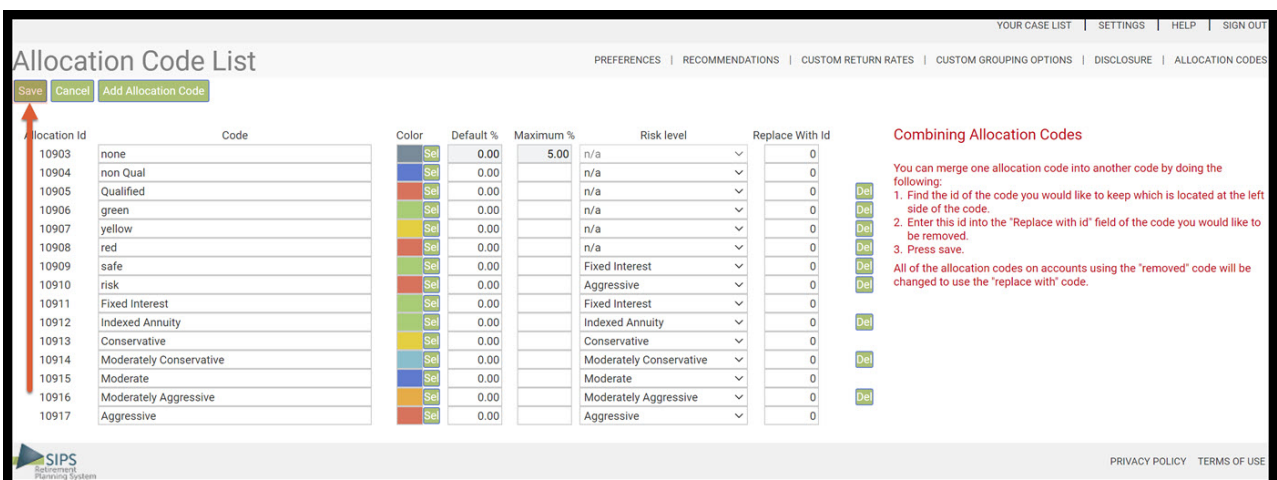 YOUR CASE LIST | SETTINGS | HELP | SIGN OUT
Allocation Code List
PREFERENCES | RECOMMENDATIONS | CUSTOM RETURN RATES | CUSTOM GROUPING OPTIONS | DISCLOSURE | ALLOCATION CODES
Save Cancel Add Allocation Code
Allocation Id Code Color Default % Maximum % Risk level Replace With Id
10903 none Sel 0.00 5.00 n/a 0
10904 non Qual Sel 0.00 n/a 0
10905 Qualified Sel 0.00 n/a 0 Del
10906 green Sel 0.00 n/a 0 Del
10907 yellow Sel 0.00 n/a 0 Del
10908 red Sel 0.00 n/a 0 Del
10909 safe Sel 0.00 Fixed Interest 0 Del
10910 risk Sel 0.00 Aggressive 0 Del
10911 Fixed Interest Sel 0.00 Fixed Interest 0
10912 Indexed Annuity Sel 0.00 Indexed Annuity 0 Del
10913 Conservative Sel 0.00 Conservative 0
10914 Moderately Conservative Sel 0.00 Moderately Conservative 0 Del
10915 Moderate Sel 0.00 Moderate 0
10916 Moderately Aggressive Sel 0.00 Moderately Aggressive 0 Del
10917 Aggressive Sel 0.00 Aggressive 0
Combining Allocation Codes
You can merge one allocation code into another code by doing the
following:
1. Find the id of the code you would like to keep which is located at the left
side of the code.
2. Enter this id into the "Replace with id" field of the code you would like to
be removed.
3. Press save.
All of the allocation codes on accounts using the "removed" code will be
changed to use the "replace with" code.
SIPS
Retirement
Planning System
PRIVACY POLICY TERMS OF USE